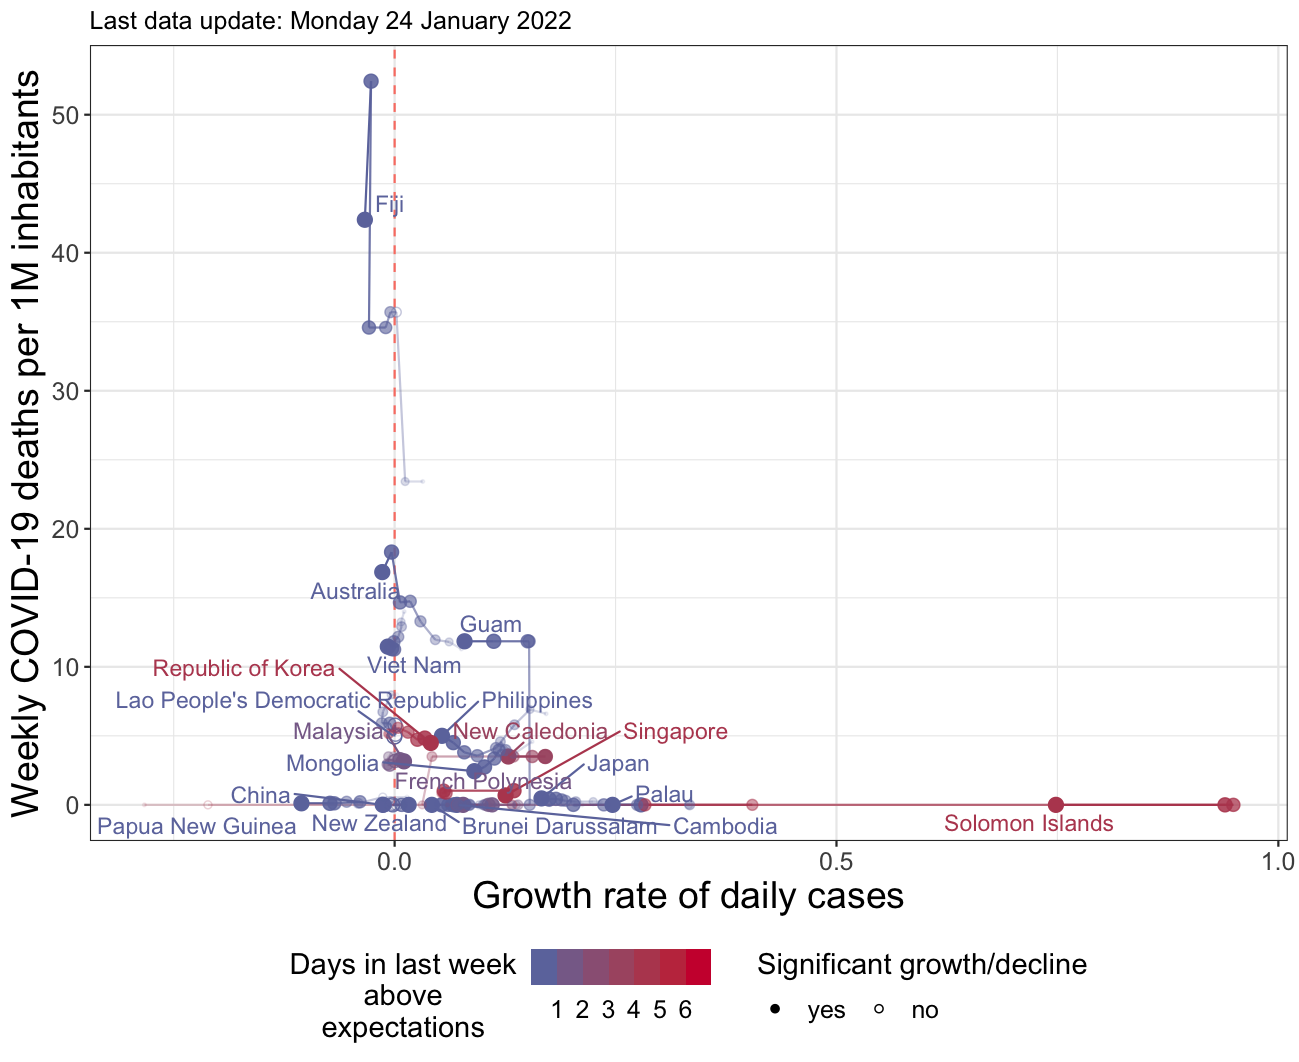 Last data update: Monday 24 January 2022
Weekly COVID-19 deaths per 1M inhabitants
50
40
30
20
10
0
Fiji
Australia
Guam
Viet Nam
Republic of Korea
Lao People's Democratic Republic
Philippines
Malaysia
New Caledonia
Singapore
Mongolia
Japan
French Polynesia
China
Palau
Papua New Guinea
New Zealand
Brunei Darussalam
Cambodia
Solomon Islands
0.0
0.5
1.0
Growth rate of daily cases
Days in last week
above
expectations
1 2 3 4 5 6
Significant growth/decline
yes
no